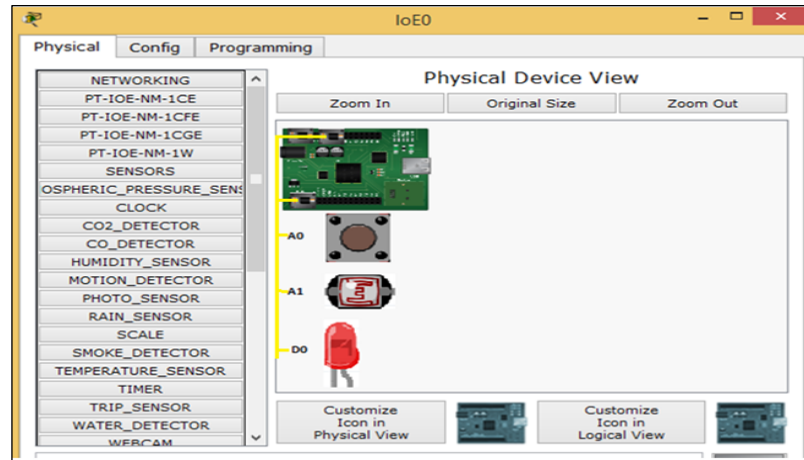 IoE0
Physical Config Programming
NETWORKING
PT-IOE-NM-1CE
PT-IOE-NM-1CFE
PT-IOE-NM-1CGE
PT-IOE-NM-1W
SENSORS
OSPHERIC_PRESSURE_SENS
CLOCK
CO2_DETECTOR
CO_DETECTOR
HUMIDITY_SENSOR
MOTION_DETECTOR
PHOTO_SENSOR
RAIN_SENSOR
SCALE
SMOKE_DETECTOR
TEMPERATURE_SENSOR
TIMER
TRIP_SENSOR
WATER_DETECTOR
WEBCAM
Physical Device View
Zoom In Original Size Zoom Out
A0
A1
D0
Customize
Icon in
Physical View
Customize
Icon in
Logical View